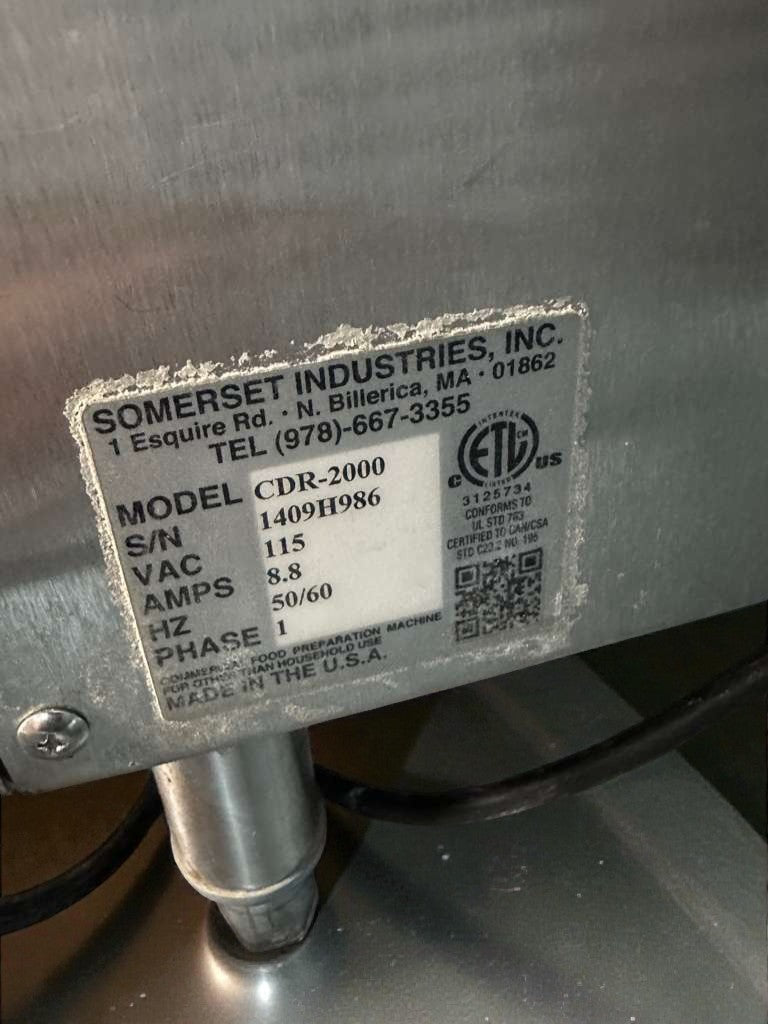 SOMERSET INDUSTRIES, INC.
1 Esquire Rd. · N. Billerica, MA · 01862
TEL (978)-667-3355
MODEL CDR-2000
S/N 1409H986
VAC 115
AMPS 8.8
HZ 50/60
PHASE 1
COMMERCIAL FOOD PREPARATION MACHINE
FOR OTHER THAN HOUSEHOLD USE
MADE IN THE U.S.A.
INTERTEK
C ETL CM US
LISTED
3125734
CONFORMS TO
UL STD 763
CERTIFIED TO CAN/CSA
STD C22.2 NO. 195